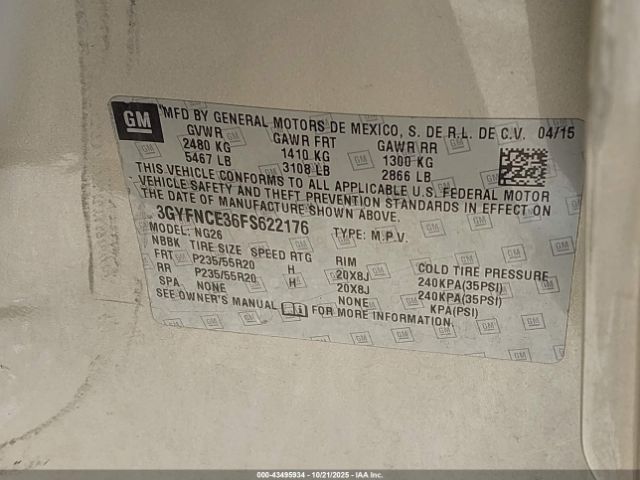 GM MFD BY GENERAL MOTORS DE MEXICO, S. DE R.L. DE C.V. 04/15
GVWR GAWR FRT GAWR RR
2480 KG 1410 KG 1300 KG
5467 LB 3108 LB 2866 LB
THIS VEHICLE CONFORMS TO ALL APPLICABLE U.S. FEDERAL MOTOR
VEHICLE SAFETY AND THEFT PREVENTION STANDARDS IN EFFECT ON
THE DATE OF MANUFACTURE SHOWN ABOVE.
3GYFNCE36FS622176 TYPE: M.P.V.
MODEL: NG26
NBBK TIRE SIZE SPEED RTG RIM COLD TIRE PRESSURE
FRT P235/55R20 H 20X8J 240KPA(35PSI)
RR P235/55R20 H 20X8J 240KPA(35PSI)
SPA NONE NONE KPA(PSI)
SEE OWNER'S MANUAL FOR MORE INFORMATION.
000-43495934 - 10/21/2025 - IAA Inc.